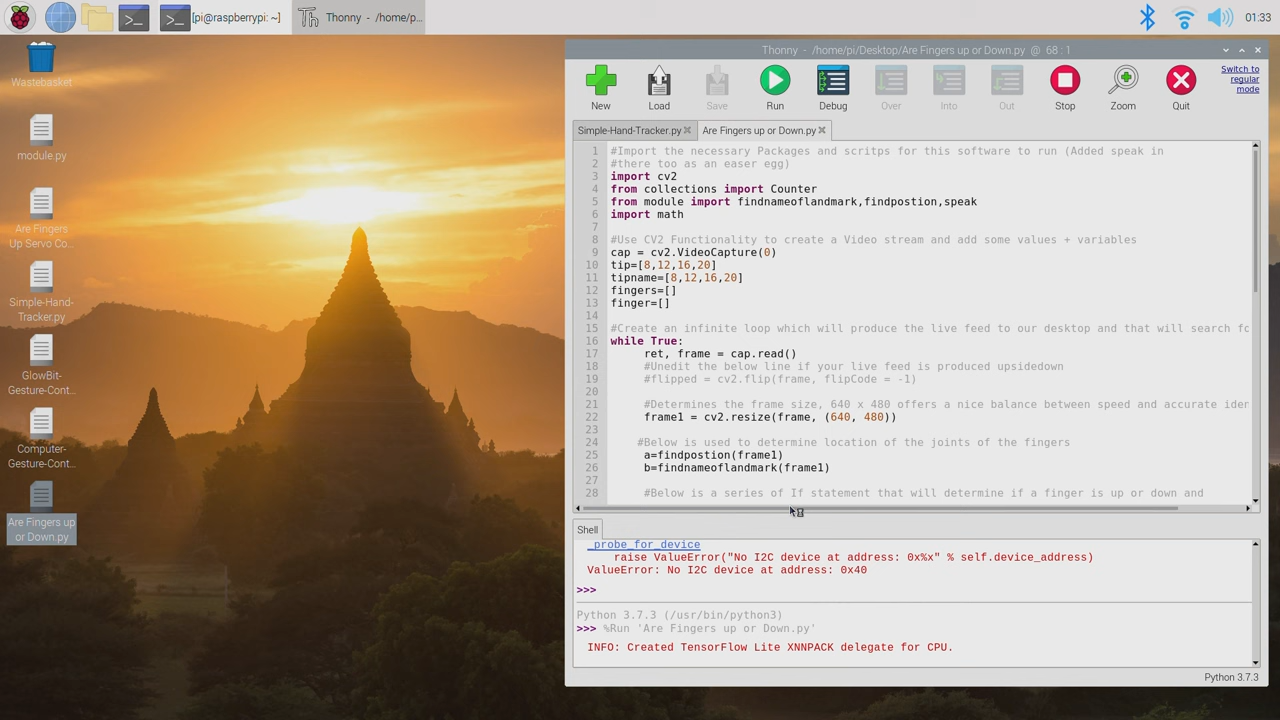 [pi@raspberrypi: ~]
Thonny - /home/p...
01:33
Wastebasket
module.py
Are Fingers
Up Servo Co...
Simple-Hand-
Tracker.py
GlowBit-
Gesture-Cont...
Computer-
Gesture-Cont...
Are Fingers up
or Down.py
Thonny - /home/pi/Desktop/Are Fingers up or Down.py @ 68 : 1
New
Load
Save
Run
Debug
Over
Into
Out
Stop
Zoom
Quit
Switch to
regular
mode
Simple-Hand-Tracker.py
Are Fingers up or Down.py
1 #Import the necessary Packages and scritps for this software to run (Added speak in
2 #there too as an easer egg)
3 import cv2
4 from collections import Counter
5 from module import findnameoflandmark,findpostion,speak
6 import math
7
8 #Use CV2 Functionality to create a Video stream and add some values + variables
9 cap = cv2.VideoCapture(0)
10 tip=[8,12,16,20]
11 tipname=[8,12,16,20]
12 fingers=[]
13 finger=[]
14
15 #Create an infinite loop which will produce the live feed to our desktop and that will search fo
16 while True:
17 ret, frame = cap.read()
18 #Unedit the below line if your live feed is produced upsidedown
19 #flipped = cv2.flip(frame, flipCode = -1)
20
21 #Determines the frame size, 640 x 480 offers a nice balance between speed and accurate iden
22 frame1 = cv2.resize(frame, (640, 480))
23
24 #Below is used to determine location of the joints of the fingers
25 a=findpostion(frame1)
26 b=findnameoflandmark(frame1)
27
28 #Below is a series of If statement that will determine if a finger is up or down and
Shell
_probe_for_device
raise ValueError("No I2C device at address: 0x%x" % self.device_address)
ValueError: No I2C device at address: 0x40
>>>
Python 3.7.3 (/usr/bin/python3)
>>> %Run 'Are Fingers up or Down.py'
INFO: Created TensorFlow Lite XNNPACK delegate for CPU.
Python 3.7.3